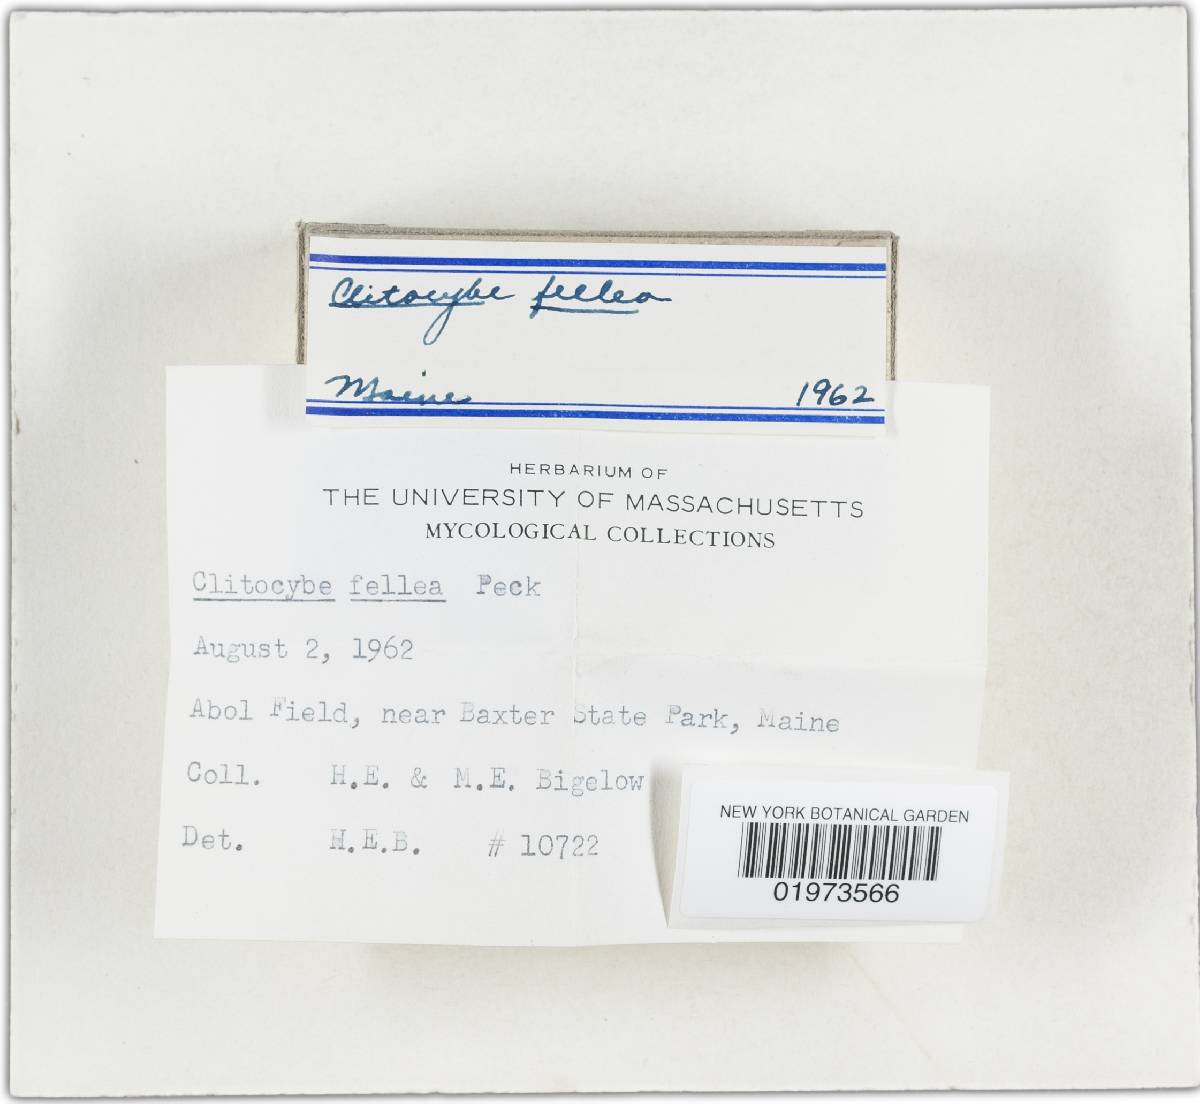 Clitocybe fellea
Maine 1962
HERBARIUM OF
THE UNIVERSITY OF MASSACHUSETTS
MYCOLOGICAL COLLECTIONS
Clitocybe fellea Peck
August 2, 1962
Abol Field, near Baxter State Park, Maine
Coll. H.E. & M.E. Bigelow
Det. H.E.B. # 10722
NEW YORK BOTANICAL GARDEN
01973566